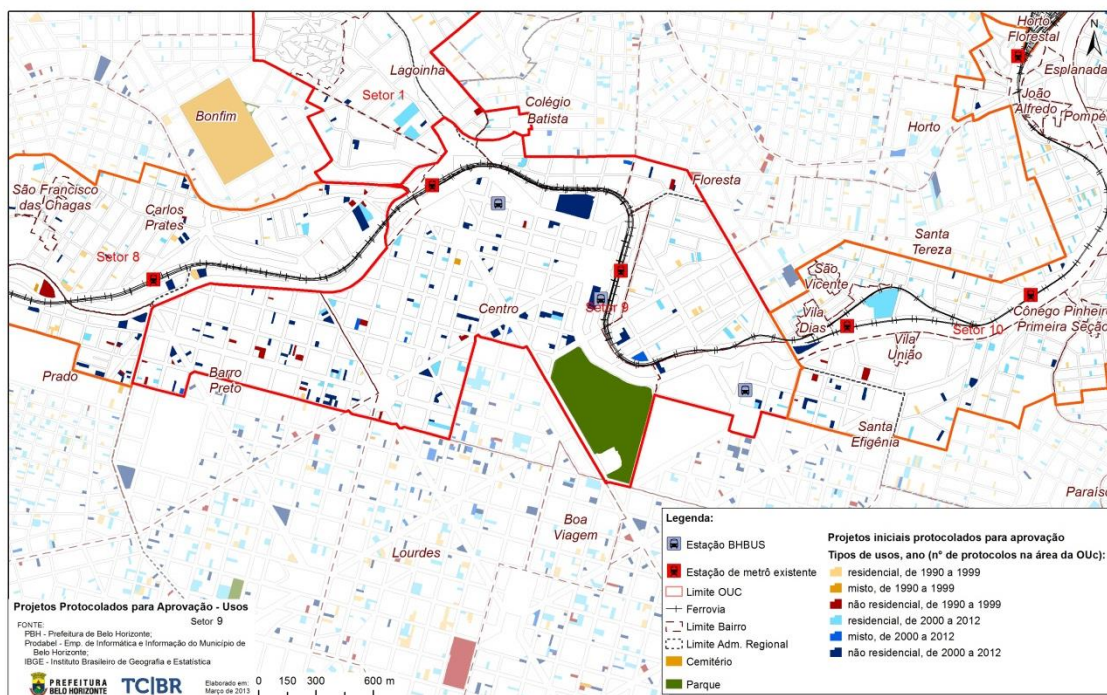 Horto
Florestal
N
Esplanada
Lagoinha
Setor 1
Colégio
Batista
João
Alfredo
Bonfim
Horto
São Francisco
das Chagas
Carlos
Prates
Floresta
Setor 8
Santa
Tereza
São
Vicente
Centro
Setor 9
Vila
Dias
Setor 10
Cônego Pinheiro
Primeira Seção
Vila
União
Prado
Barro
Preto
Santa
Efigênia
Boa
Viagem
Lourdes
Legenda:
Estação BHBUS
Estação de metrô existente
Limite OUC
Ferrovia
Limite Bairro
Limite Adm. Regional
Cemitério
Parque
Projetos iniciais protocolados para aprovação
Tipos de usos, ano (nº de protocolos na área da OUc)
residencial, de 1990 a 1999
misto, de 1990 a 1999
não residencial, de 1990 a 1999
residencial, de 2000 a 2012
misto, de 2000 a 2012
não residencial, de 2000 a 2012
Projetos Protocolados para Aprovação - Usos
Setor 9
FONTE:
PBH - Prefeitura de Belo Horizonte;
Prodabel - Emp. de Informática e Informação do Município de
Belo Horizonte;
IBGE - Instituto Brasileiro de Geografia e Estatística
PREFEITURA
BELO HORIZONTE
TC|BR
Elaborado em:
Março de 2013
0 150 300 600 m